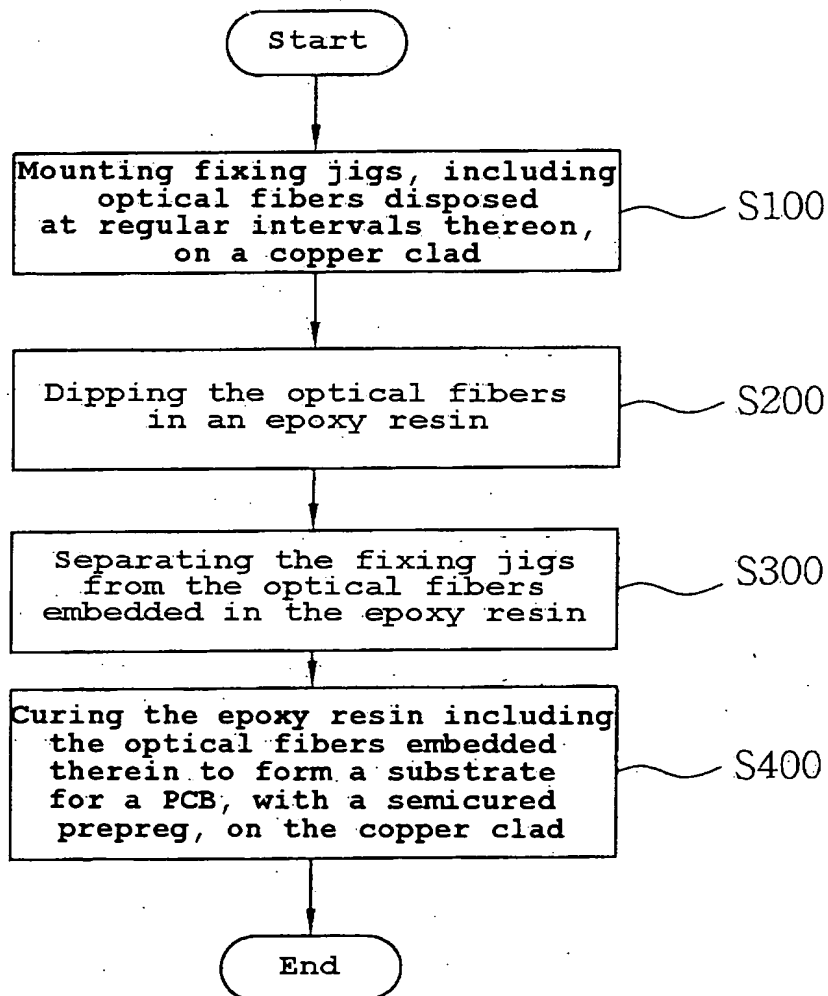 Start
Mounting fixing jigs, including
optical fibers disposed
at regular intervals thereon,
on a copper clad
S100
Dipping the optical fibers
in an epoxy resin
S200
Separating the fixing jigs
from the optical fibers
embedded in the epoxy resin
S300
Curing the epoxy resin including
the optical fibers embedded
therein to form a substrate
for a PCB, with a semicured
prepreg, on the copper clad
S400
End